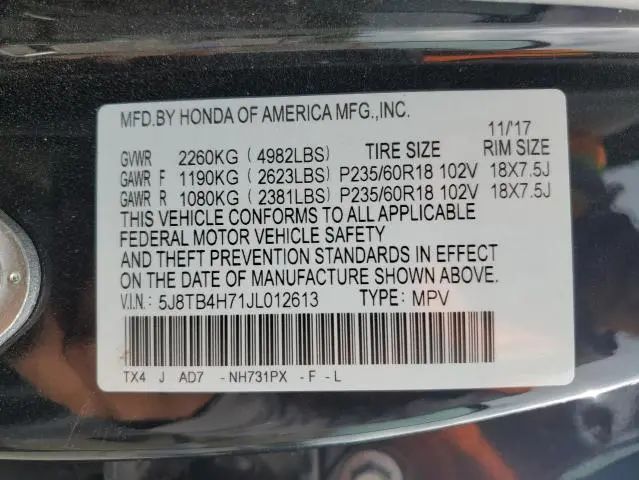 MFD.BY HONDA OF AMERICA MFG.,INC.
11/'17
GVWR 2260KG ( 4982LBS) TIRE SIZE RIM SIZE
GAWR F 1190KG ( 2623LBS) P235/60R18 102V 18X7.5J
GAWR R 1080KG ( 2381LBS) P235/60R18 102V 18X7.5J
THIS VEHICLE CONFORMS TO ALL APPLICABLE
FEDERAL MOTOR VEHICLE SAFETY
AND THEFT PREVENTION STANDARDS IN EFFECT
ON THE DATE OF MANUFACTURE SHOWN ABOVE.
V.I.N.: 5J8TB4H71JL012613 TYPE: MPV
TX4 J AD7 -NH731PX -F -L